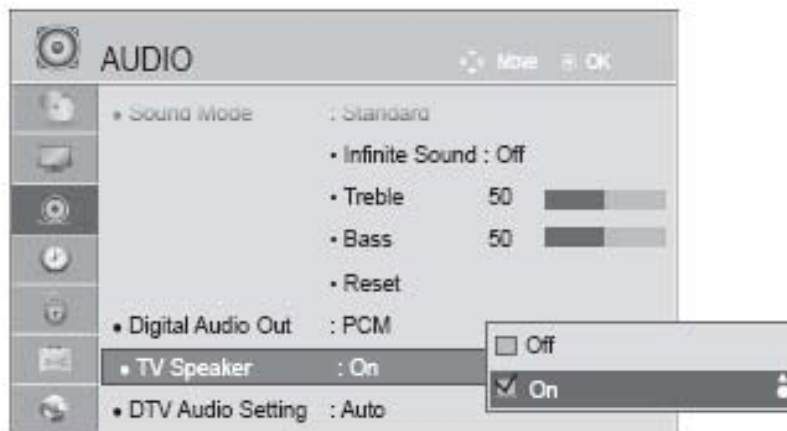 AUDIO Move OK
• Sound Mode : Standard
• Infinite Sound : Off
• Treble 50
• Bass 50
• Reset
• Digital Audio Out : PCM
• TV Speaker : On
• DTV Audio Setting : Auto
Off
On